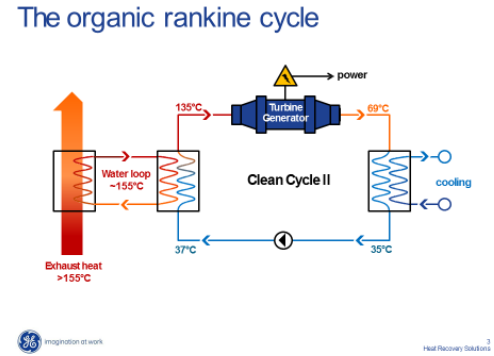 The organic rankine cycle
power
135°C
Turbine
Generator
69°C
Water loop
~155°C
Clean Cycle II
cooling
37°C
35°C
Exhaust heat
>155°C
GE
imagination at work
3
Heat Recovery Solutions